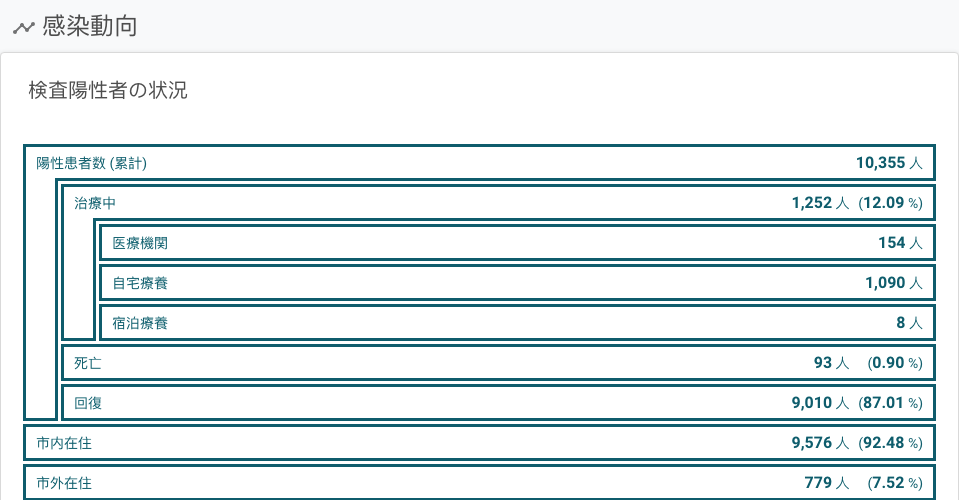 感染動向
検査陽性者の状況
陽性患者数 (累計) 10,355 人
治療中 1,252 人 (12.09 %)
医療機関 154 人
自宅療養 1,090 人
宿泊療養 8 人
死亡 93 人 (0.90 %)
回復 9,010 人 (87.01 %)
市内在住 9,576 人 (92.48 %)
市外在住 779 人 (7.52 %)